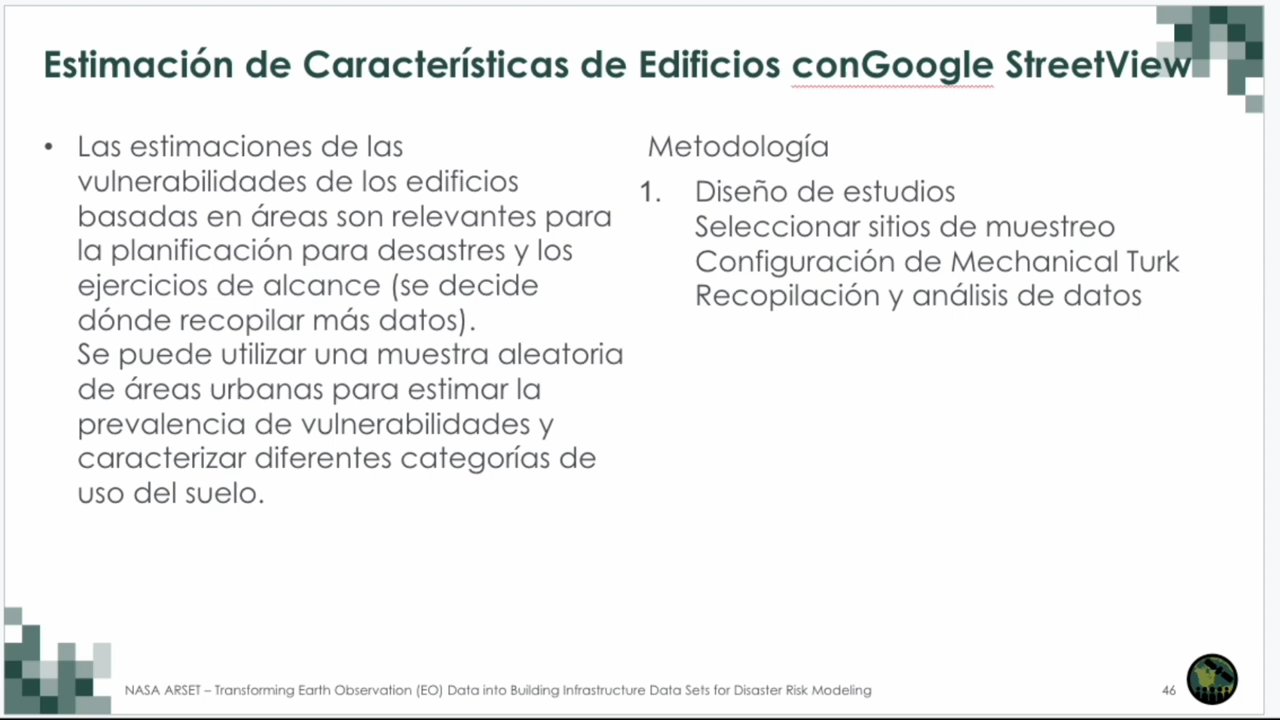 Estimación de Características de Edificios conGoogle StreetView
• Las estimaciones de las
vulnerabilidades de los edificios
basadas en áreas son relevantes para
la planificación para desastres y los
ejercicios de alcance (se decide
dónde recopilar más datos).
Se puede utilizar una muestra aleatoria
de áreas urbanas para estimar la
prevalencia de vulnerabilidades y
caracterizar diferentes categorías de
uso del suelo.
Metodología
1. Diseño de estudios
Seleccionar sitios de muestreo
Configuración de Mechanical Turk
Recopilación y análisis de datos
NASA ARSET – Transforming Earth Observation (EO) Data into Building Infrastructure Data Sets for Disaster Risk Modeling
46